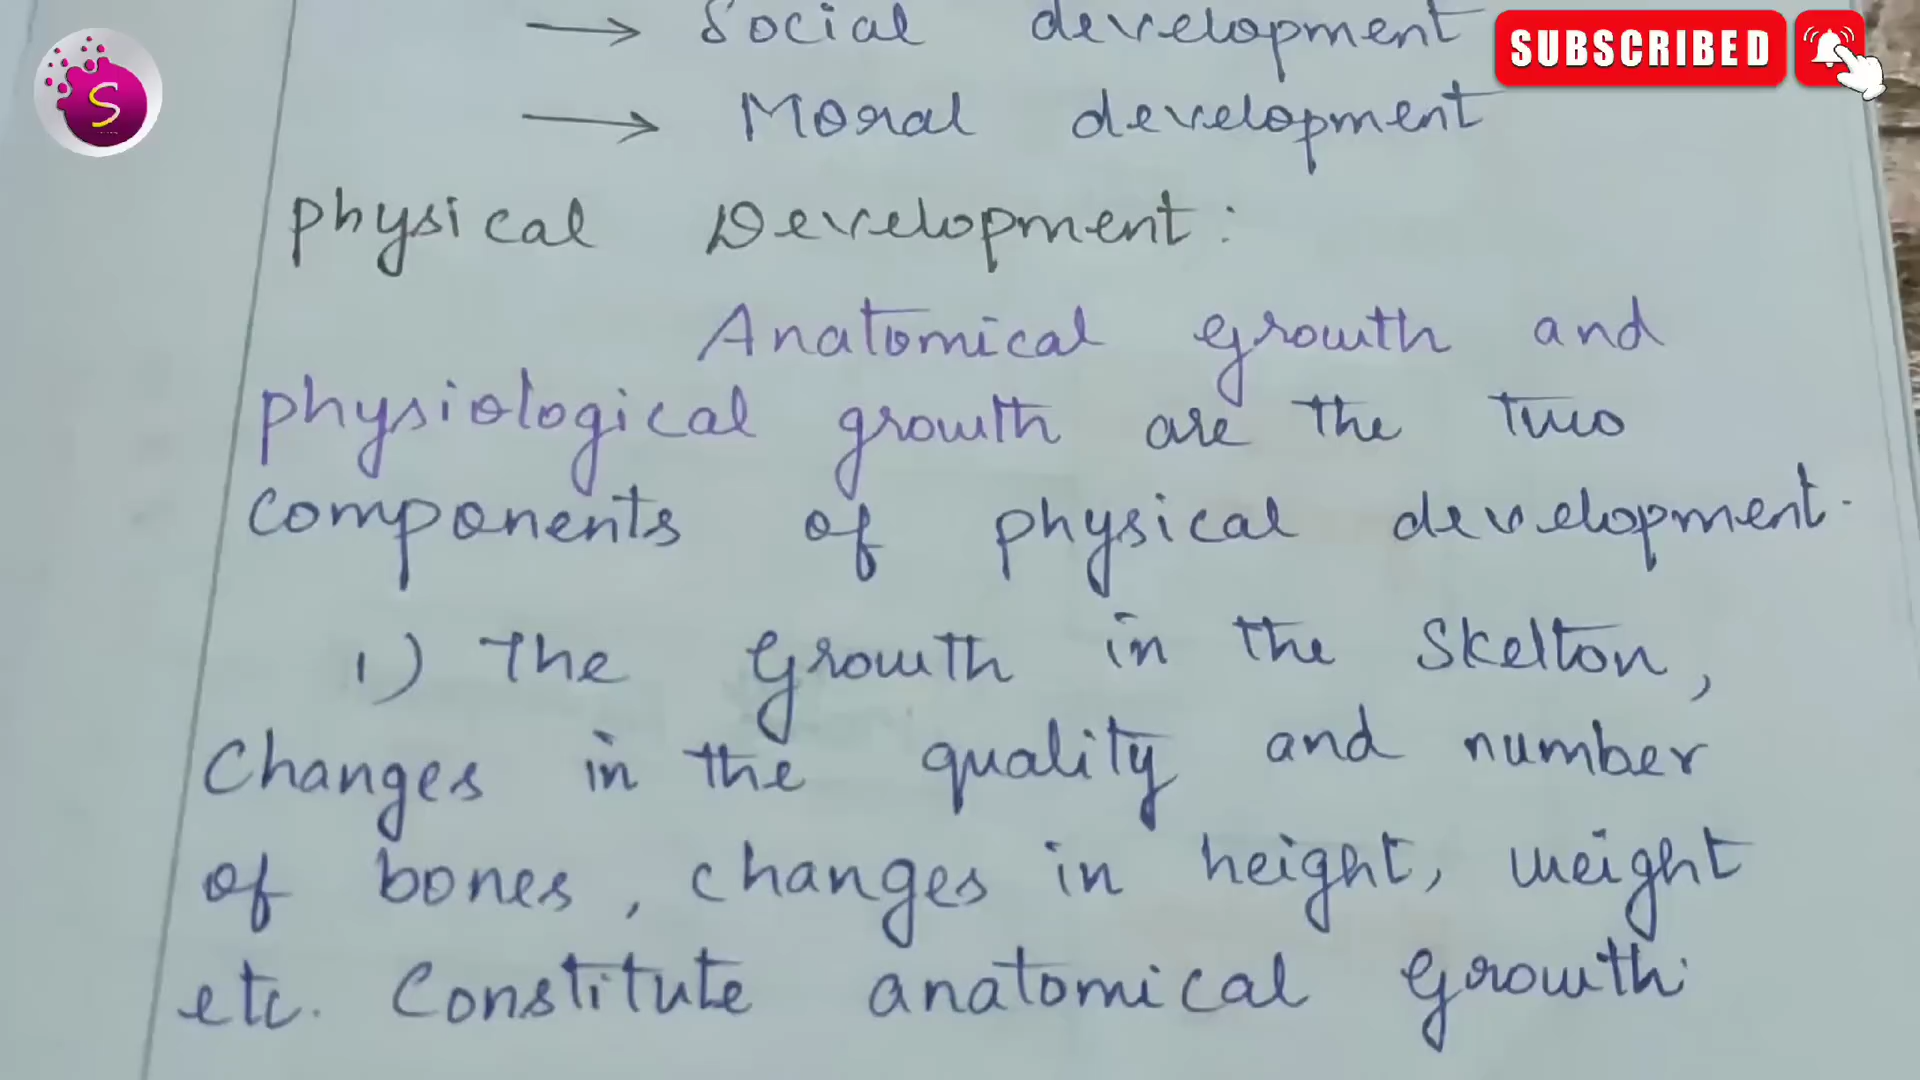 → Social development
SUBSCRIBED
S
→ Moral development
Physical Development:
Anatomical growth and
physiological growth are the two
components of physical development.
1) The Growth in the Skelton,
Changes in the quality and number
of bones, changes in height, weight
etc. Constitute anatomical Growth.